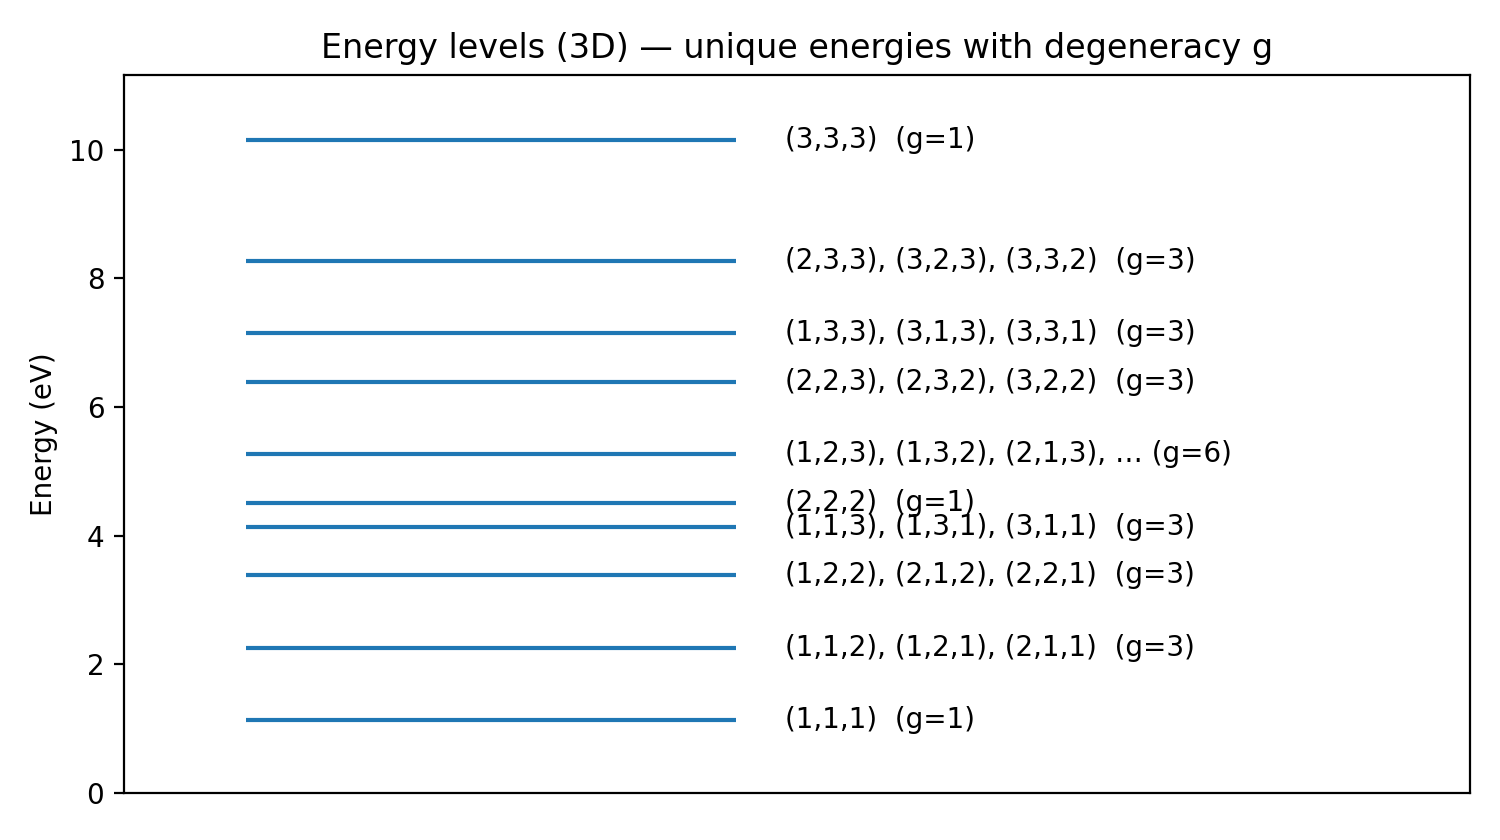 Energy levels (3D) — unique energies with degeneracy g
Energy (eV)
10
8
6
4
2
0
(3,3,3)  (g=1)
(2,3,3), (3,2,3), (3,3,2)  (g=3)
(1,3,3), (3,1,3), (3,3,1)  (g=3)
(2,2,3), (2,3,2), (3,2,2)  (g=3)
(1,2,3), (1,3,2), (2,1,3), … (g=6)
(2,2,2)  (g=1)
(1,1,3), (1,3,1), (3,1,1)  (g=3)
(1,2,2), (2,1,2), (2,2,1)  (g=3)
(1,1,2), (1,2,1), (2,1,1)  (g=3)
(1,1,1)  (g=1)